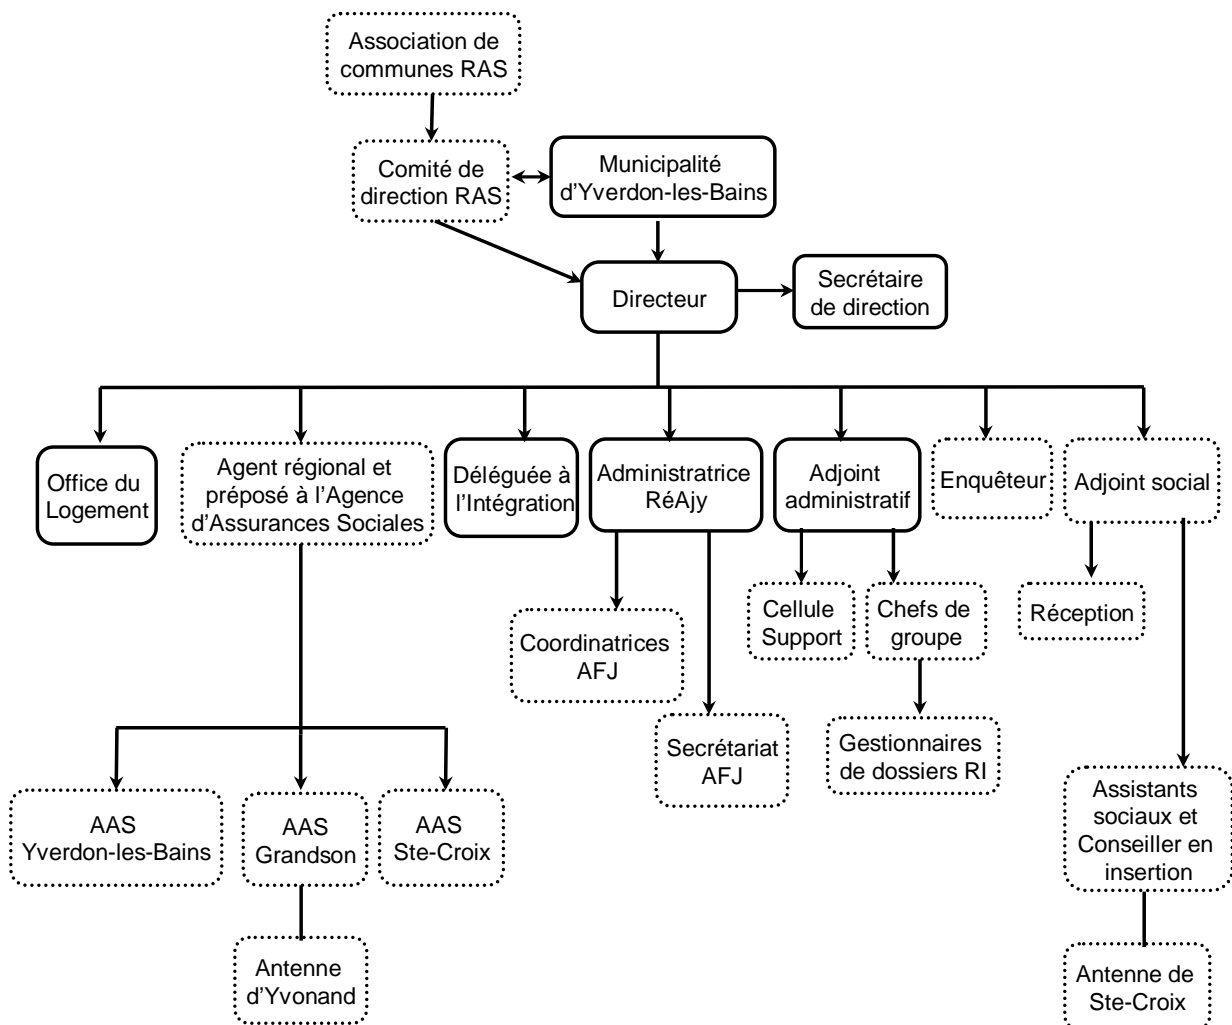 Association de
communes RAS
Comité de
direction RAS
Municipalité
d'Yverdon-les-Bains
Directeur
Secrétaire
de direction
Office du
Logement
Agent régional et
préposé à l'Agence
d'Assurances Sociales
Déléguée à
l'Intégration
Administratrice
RéAjy
Adjoint
administratif
Enquêteur
Adjoint social
Coordinatrices
AFJ
Secrétariat
AFJ
Cellule
Support
Chefs de
groupe
Gestionnaires
de dossiers RI
Réception
Assistants
sociaux et
Conseiller en
insertion
AAS
Yverdon-les-Bains
AAS
Grandson
AAS
Ste-Croix
Antenne
d'Yvonand
Antenne de
Ste-Croix